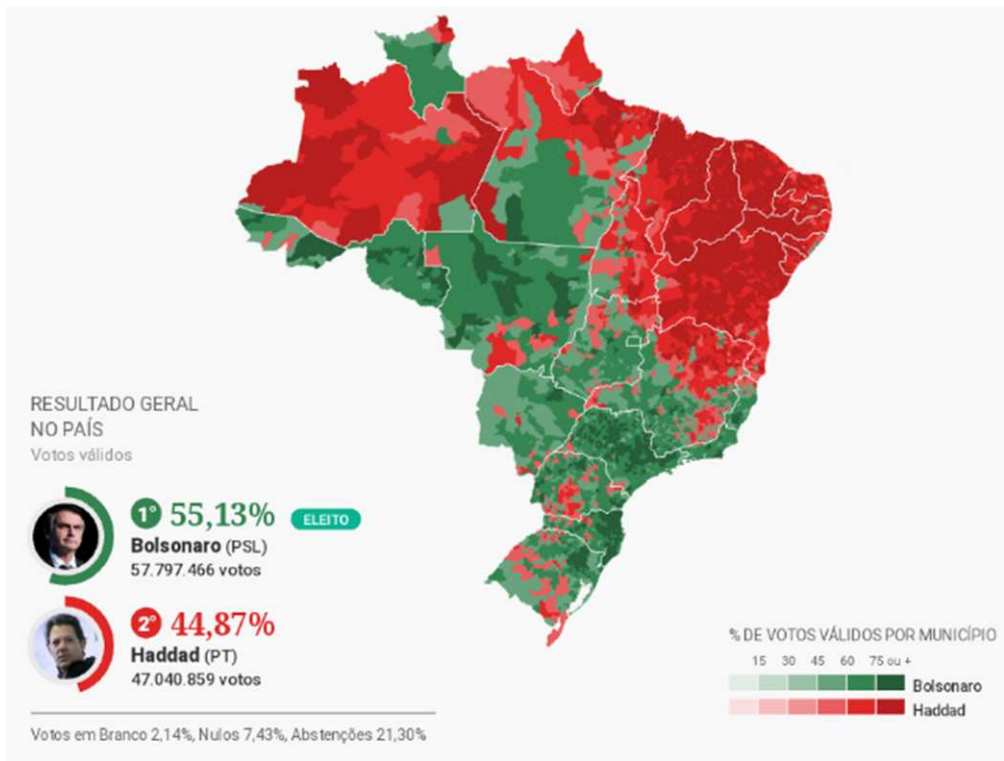 RESULTADO GERAL
NO PAÍS
Votos válidos
1º 55,13% ELEITO
Bolsonaro (PSL)
57.797.466 votos
2º 44,87%
Haddad (PT)
47.040.859 votos
Votos em Branco 2,14%, Nulos 7,43%, Abstenções 21,30%
% DE VOTOS VÁLIDOS POR MUNICÍPIO
15 30 45 60 75 ou +
Bolsonaro
Haddad